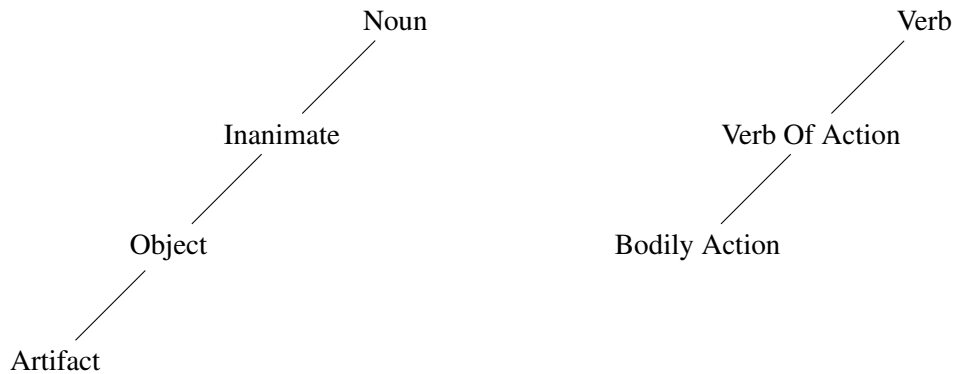 Noun
Verb
Inanimate
Verb Of Action
Object
Bodily Action
Artifact